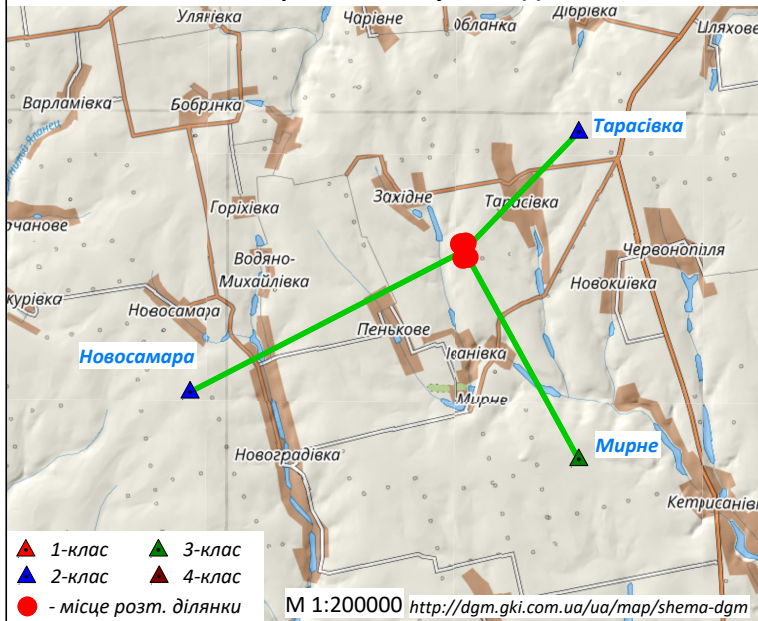 Улянівка
Чарівне
Обланка
Дібрівка
Шляхове
Варламівка
Бобринка
Тарасівка
Західне
Тарасівка
Горіхівка
Червонопілля
Водяно-
Михайлівка
Новосамара
Новокиївка
Пенькове
Новосамара
Іванівка
Мирне
Новоградівка
Мирне
1-клас
3-клас
2-клас
4-клас
- місце розт. ділянки
М 1:200000
http://dgm.gki.com.ua/ua/map/shema-dgm